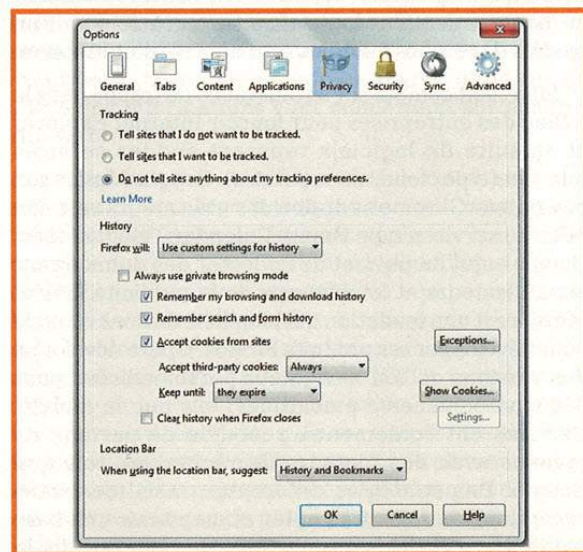 Options
General Tabs Content Applications Privacy Security Sync Advanced
Tracking
Tell sites that I do not want to be tracked.
Tell sites that I want to be tracked.
Do not tell sites anything about my tracking preferences.
Learn More
History
Firefox will: Use custom settings for history
Always use private browsing mode
Remember my browsing and download history
Remember search and form history
Accept cookies from sites Exceptions...
Accept third-party cookies: Always
Keep until: they expire Show Cookies...
Clear history when Firefox closes Settings...
Location Bar
When using the location bar, suggest: History and Bookmarks
OK Cancel Help